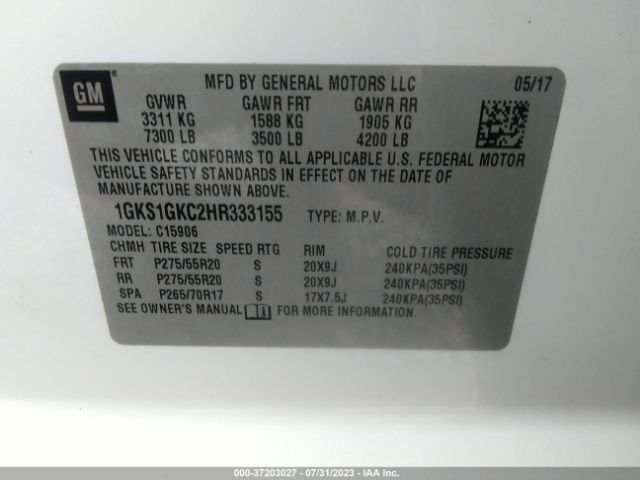 GM
MFD BY GENERAL MOTORS LLC 05/17
GVWR GAWR FRT GAWR RR
3311 KG 1588 KG 1905 KG
7300 LB 3500 LB 4200 LB
THIS VEHICLE CONFORMS TO ALL APPLICABLE U.S. FEDERAL MOTOR
VEHICLE SAFETY STANDARDS IN EFFECT ON THE DATE OF
MANUFACTURE SHOWN ABOVE.
1GKS1GKC2HR333155 TYPE: M.P.V.
MODEL: C15906
CHMH TIRE SIZE SPEED RTG RIM COLD TIRE PRESSURE
FRT P275/55R20 S 20X9J 240KPA(35PSI)
RR P275/55R20 S 20X9J 240KPA(35PSI)
SPA P265/70R17 S 17X7.5J 240KPA(35PSI)
SEE OWNER'S MANUAL FOR MORE INFORMATION.
000-37203027 - 07/31/2023 - IAA Inc.